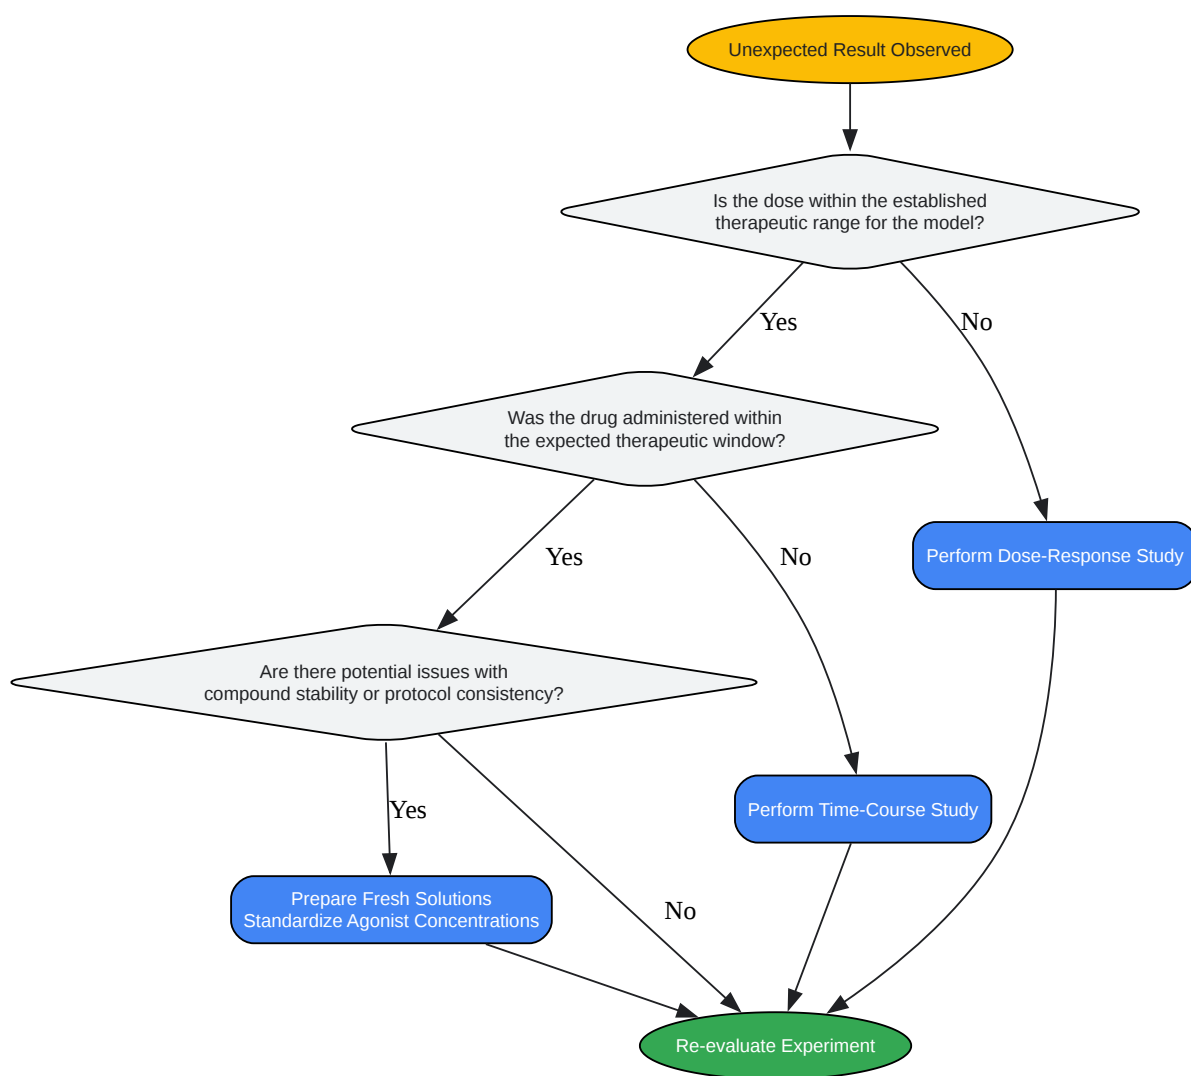 Unexpected Result Observed
Is the dose within the established
therapeutic range for the model?
Yes
No
Was the drug administered within
the expected therapeutic window?
Yes
No
Perform Dose-Response Study
Are there potential issues with
compound stability or protocol consistency?
Yes
No
Perform Time-Course Study
Prepare Fresh Solutions
Standardize Agonist Concentrations
Re-evaluate Experiment